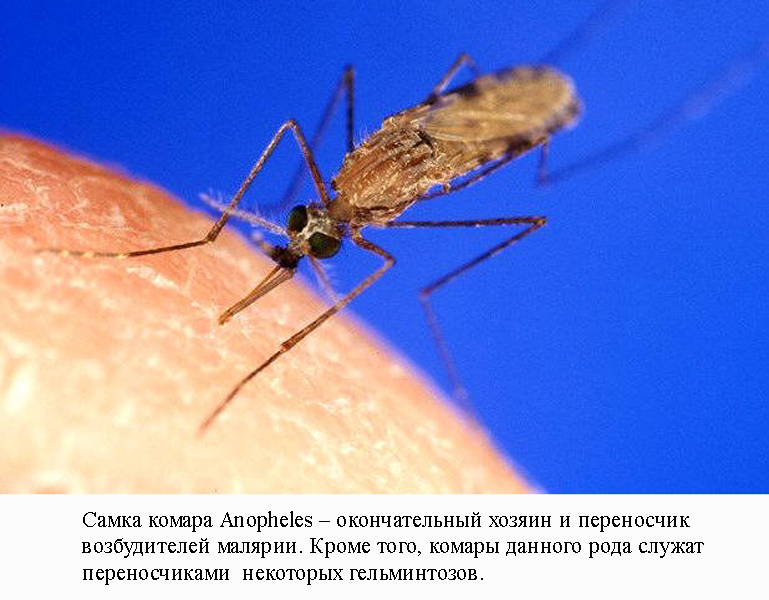 Самка комара Anopheles – окончательный хозяин и переносчик
возбудителей малярии. Кроме того, комары данного рода служат
переносчиками  некоторых гельминтозов.